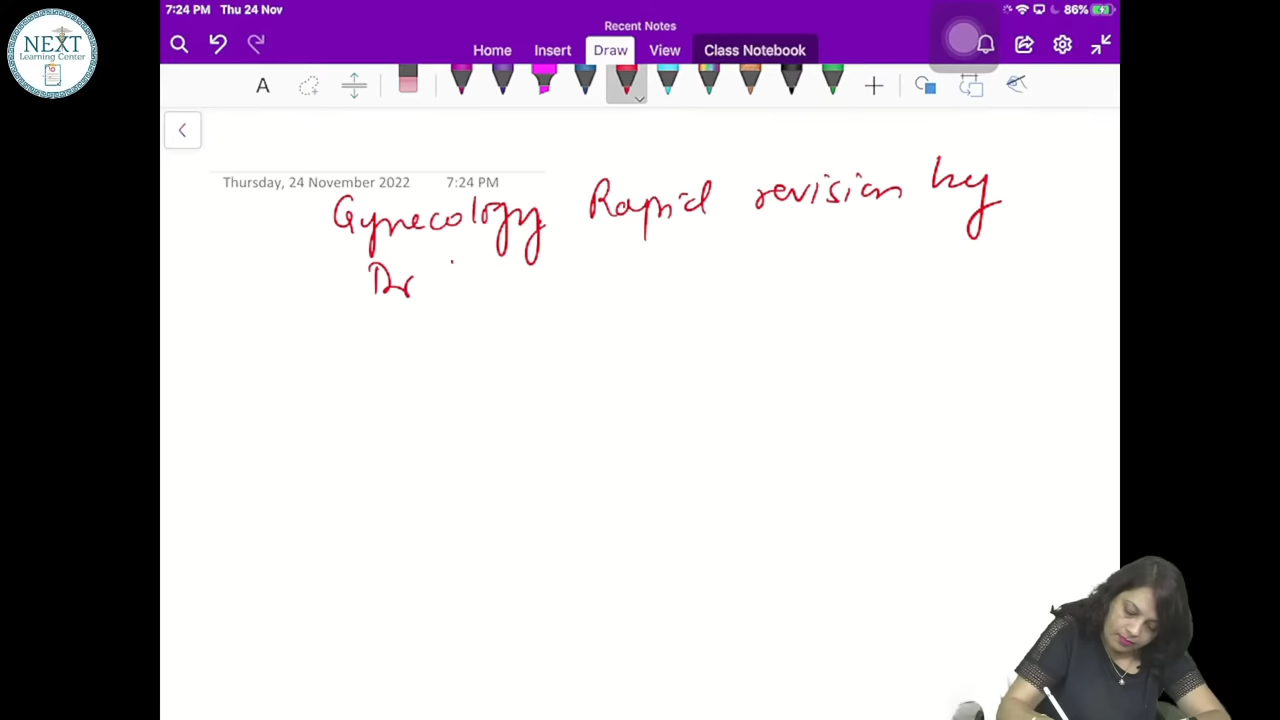 7:24 PM Thu 24 Nov
86%
Recent Notes
Home Insert Draw View Class Notebook
NEXT
Learning Center
A
Thursday, 24 November 2022 7:24 PM
Gynecology Rapid revision by
Dr